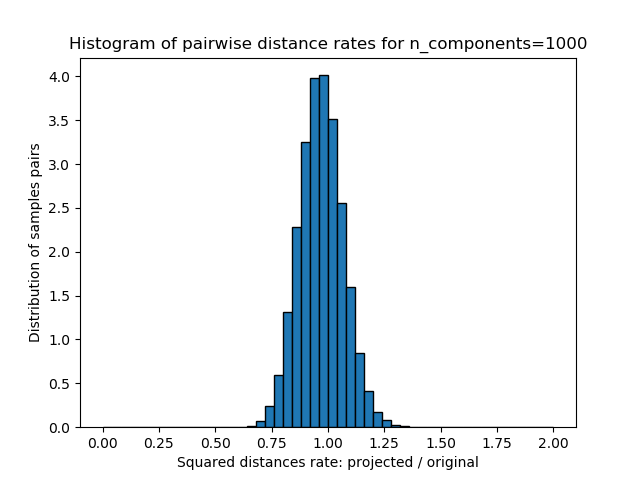 Histogram of pairwise distance rates for n_components=1000
4.0
3.5
3.0
2.5
2.0
1.5
1.0
0.5
0.0
Distribution of samples pairs
0.00 0.25 0.50 0.75 1.00 1.25 1.50 1.75 2.00
Squared distances rate: projected / original